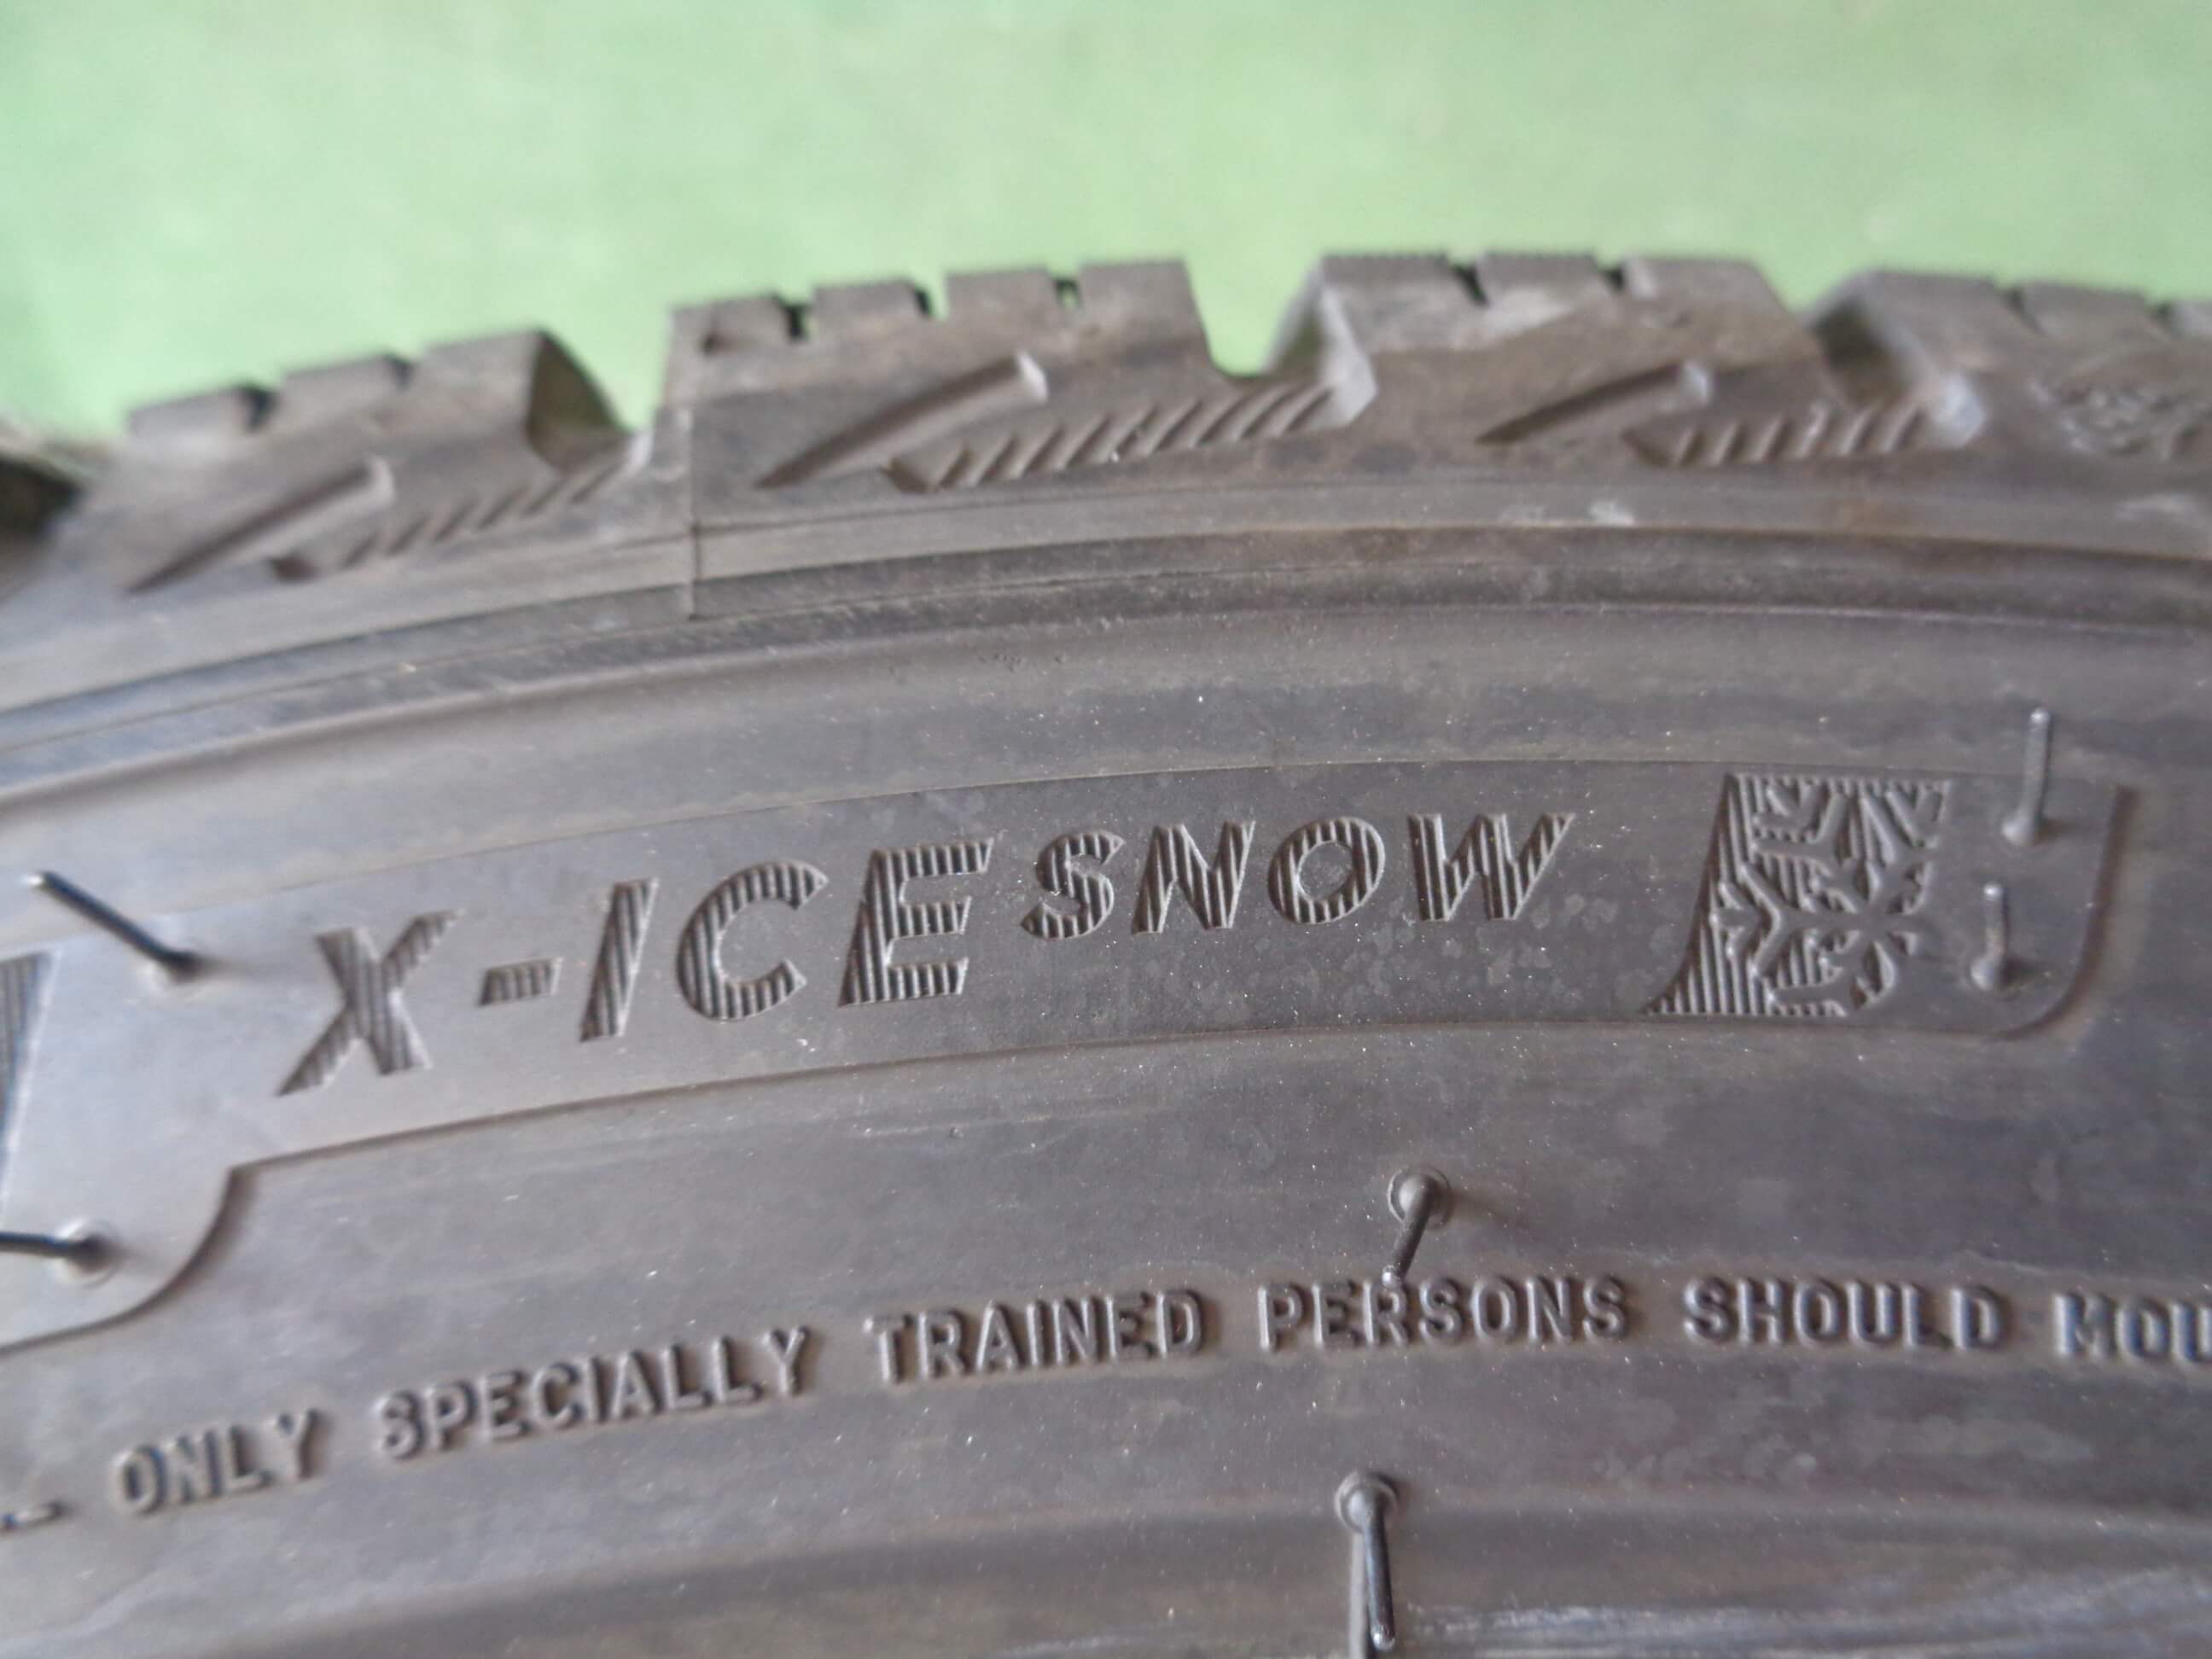 X-ICE SNOW
ONLY SPECIALLY TRAINED PERSONS SHOULD